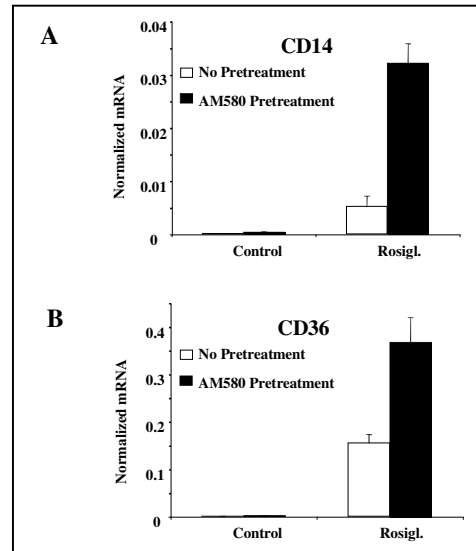 A
CD14
No Pretreatment
AM580 Pretreatment
Normalized mRNA
0.04
0.03
0.02
0.01
0
Control
Rosigl.
B
CD36
No Pretreatment
AM580 Pretreatment
Normalized mRNA
0.4
0.3
0.2
0.1
0
Control
Rosigl.